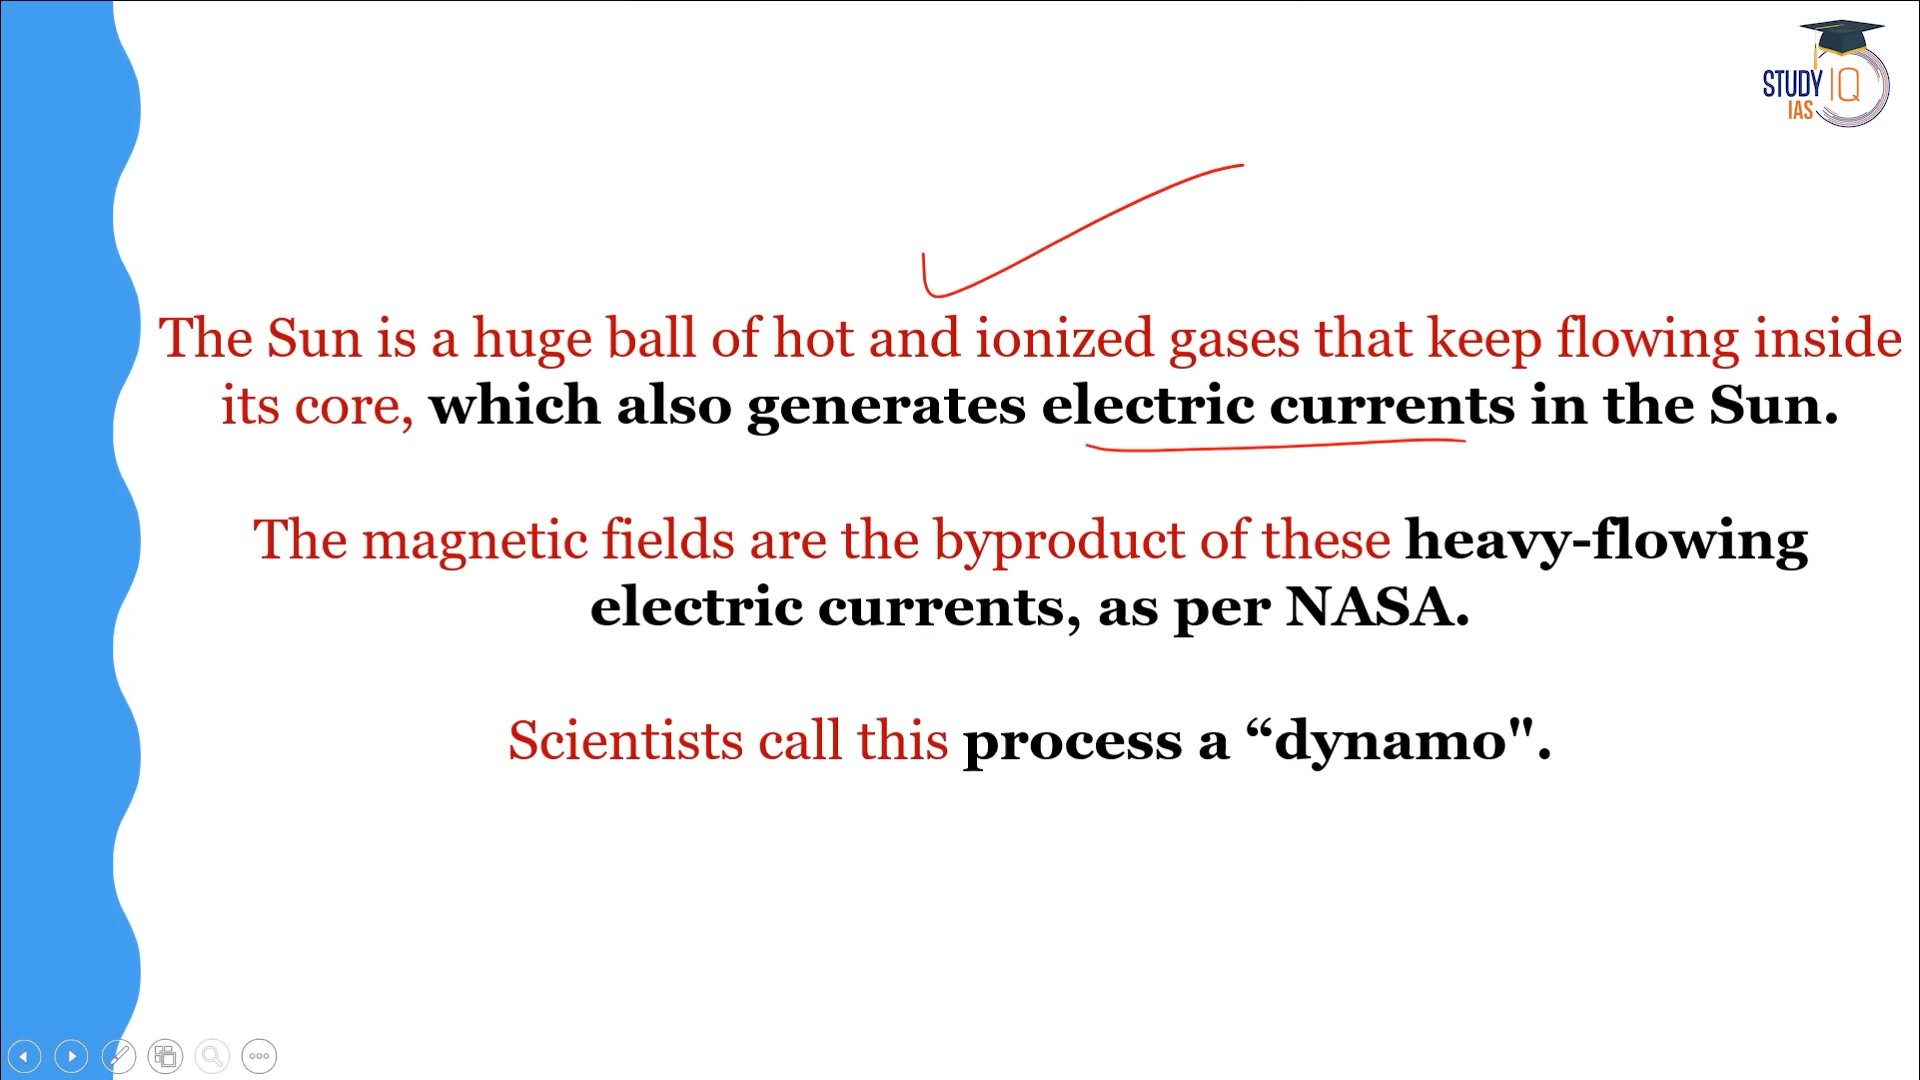 STUDY IQ
IAS
The Sun is a huge ball of hot and ionized gases that keep flowing inside
its core, which also generates electric currents in the Sun.
The magnetic fields are the byproduct of these heavy-flowing
electric currents, as per NASA.
Scientists call this process a “dynamo".